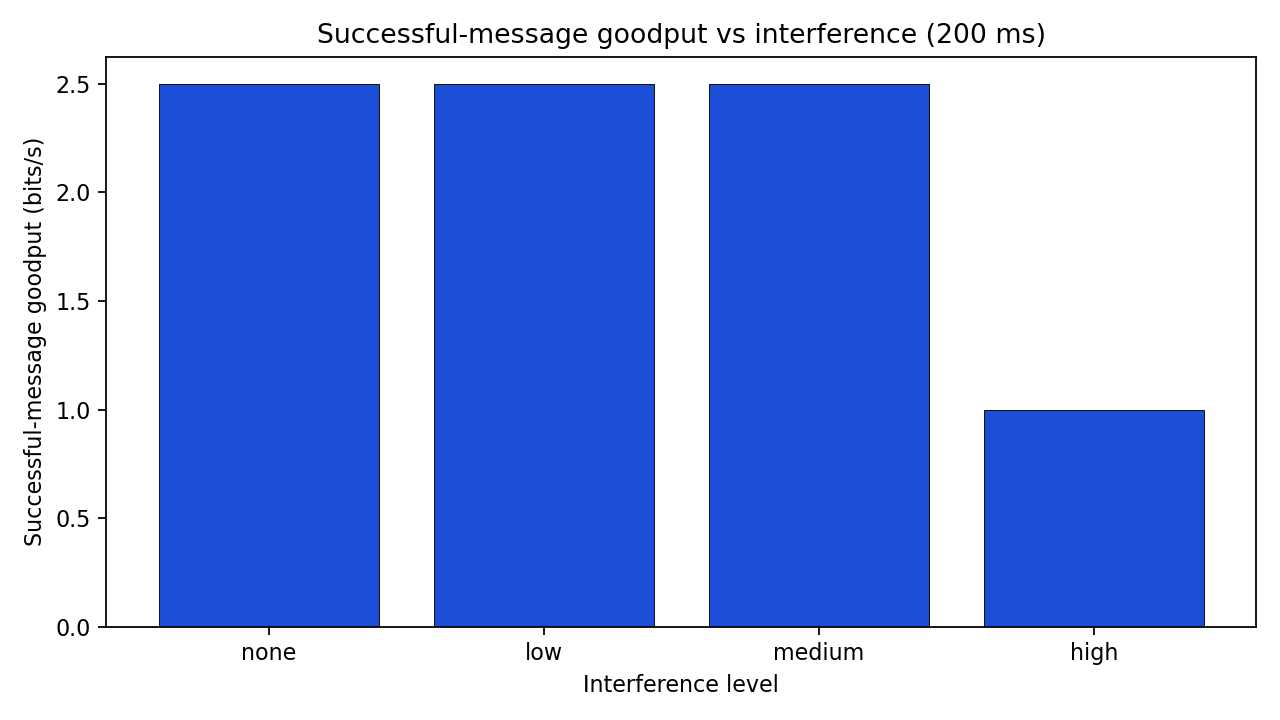 Successful-message goodput vs interference (200 ms)
Successful-message goodput (bits/s)
2.5
2.0
1.5
1.0
0.5
0.0
none low medium high
Interference level